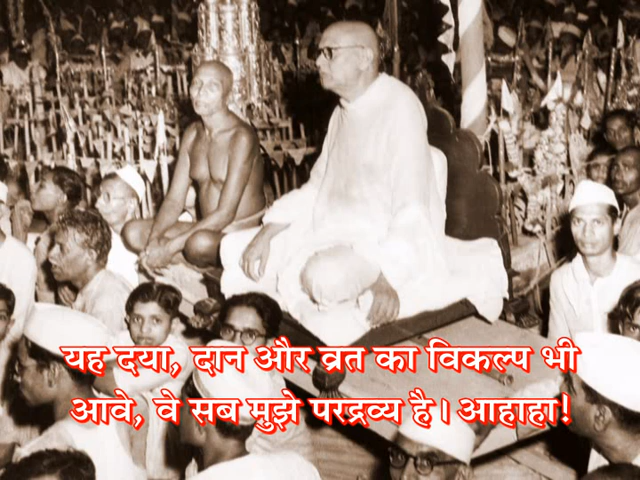 यह दया, दान और व्रत का विकल्प भी
आवे, वे सब मुझे परद्रव्य है। आहाहा!